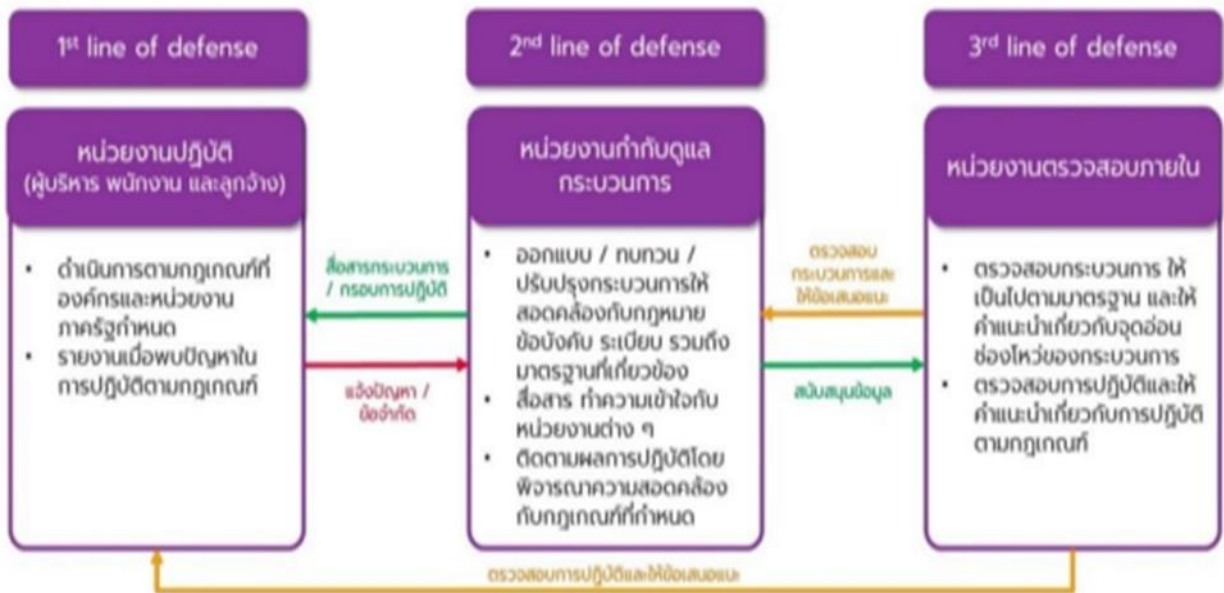 1st line of defense
2nd line of defense
3rd line of defense
หน่วยงานปฏิบัติ
(ผู้บริหาร พนักงาน และลูกจ้าง)
• ดำเนินการตามกฎเกณฑ์ที่
องค์กรและหน่วยงาน
ภาครัฐกำหนด
• รายงานเมื่อพบปัญหาใน
การปฏิบัติตามกฎเกณฑ์
สื่อสารกระบวนการ
/ กรอบการปฏิบัติ
แจ้งปัญหา /
ข้อจำกัด
หน่วยงานกำกับดูแล
กระบวนการ
• ออกแบบ / ทบทวน /
ปรับปรุงกระบวนการให้
สอดคล้องกับกฎหมาย
ข้อบังคับ ระเบียบ รวมถึง
มาตรฐานที่เกี่ยวข้อง
• สื่อสาร ทำความเข้าใจกับ
หน่วยงานต่าง ๆ
• ติดตามผลการปฏิบัติโดย
พิจารณาความสอดคล้อง
กับกฎเกณฑ์ที่กำหนด
ตรวจสอบ
กระบวนการและ
ให้ข้อเสนอแนะ
สนับสนุนข้อมูล
หน่วยงานตรวจสอบภายใน
• ตรวจสอบกระบวนการ ให้
เป็นไปตามมาตรฐาน และให้
คำแนะนำเกี่ยวกับจุดอ่อน
ช่องโหว่ของกระบวนการ
• ตรวจสอบการปฏิบัติและให้
คำแนะนำเกี่ยวกับการปฏิบัติ
ตามกฎเกณฑ์
ตรวจสอบการปฏิบัติและให้ข้อเสนอแนะ